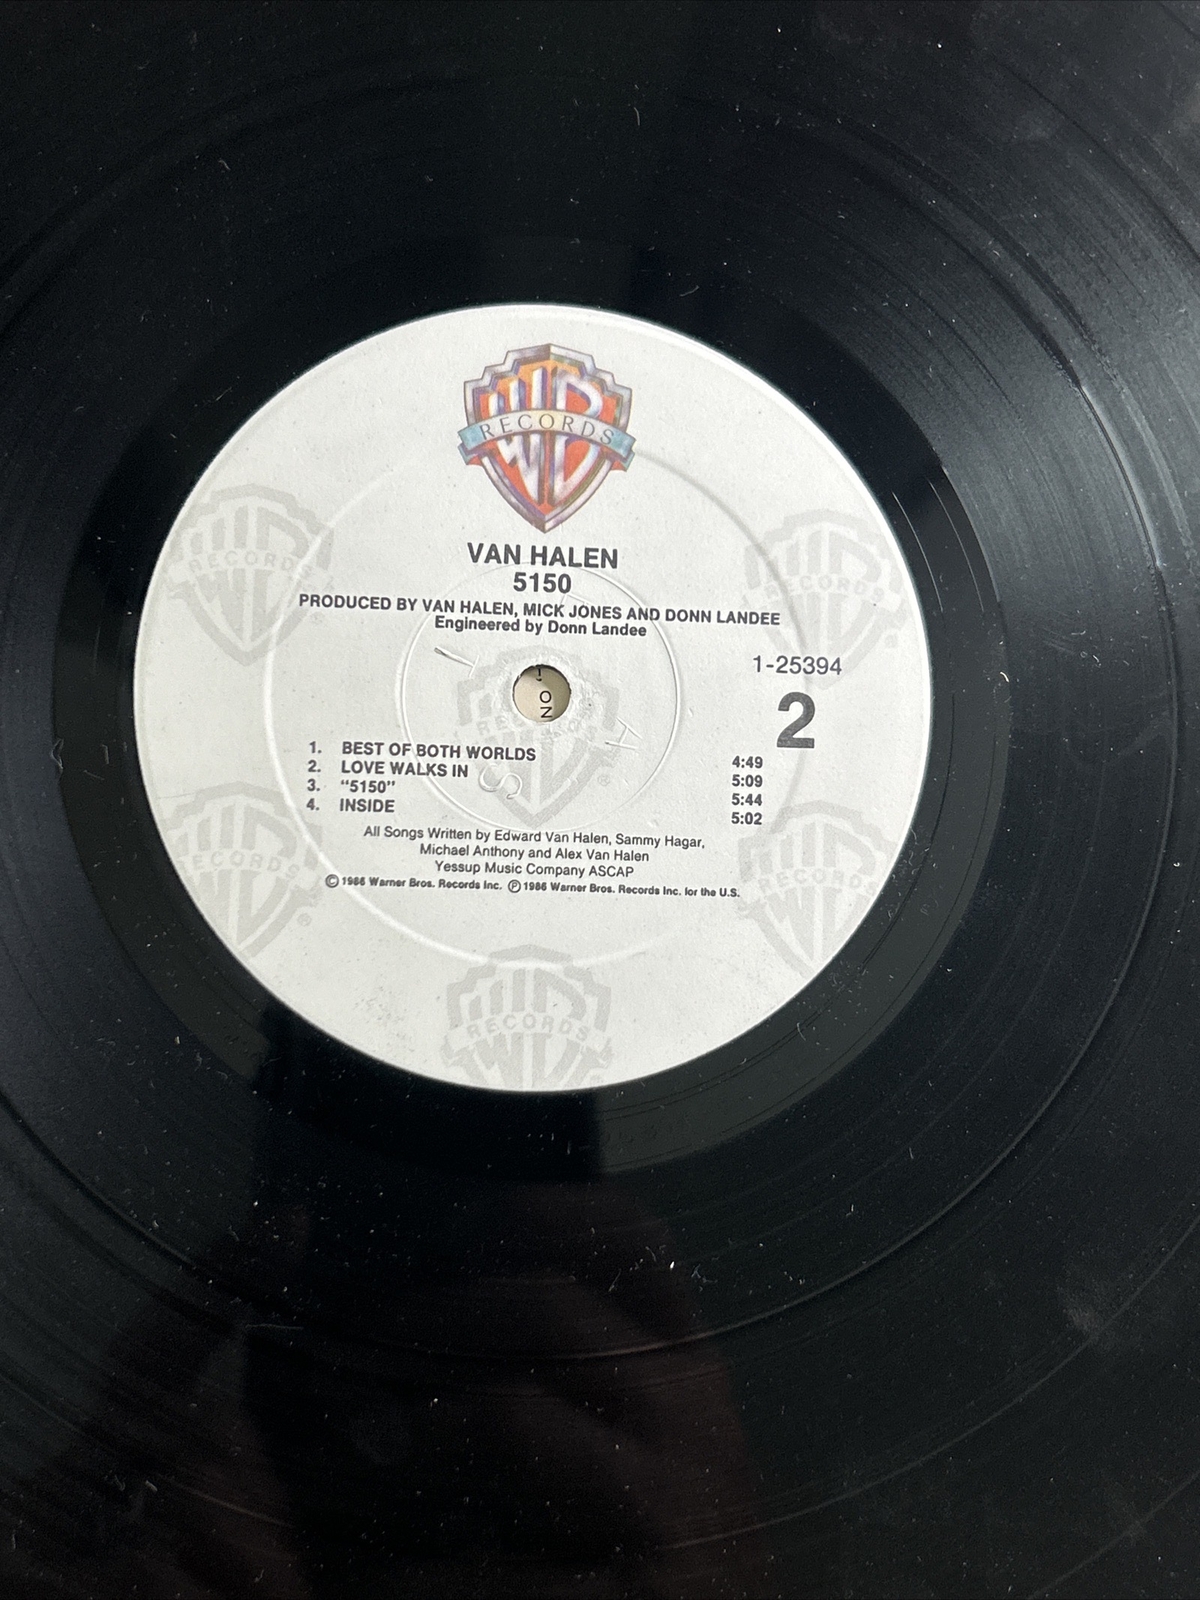 WB
RECORDS
VAN HALEN
5150
PRODUCED BY VAN HALEN, MICK JONES AND DONN LANDEE
Engineered by Donn Landee
1-25394
2
1. BEST OF BOTH WORLDS 4:49
2. LOVE WALKS IN 5:09
3. "5150" 5:44
4. INSIDE 5:02
All Songs Written by Edward Van Halen, Sammy Hagar,
Michael Anthony and Alex Van Halen
Yessup Music Company ASCAP
© 1986 Warner Bros. Records Inc. ℗ 1986 Warner Bros. Records Inc. for the U.S.